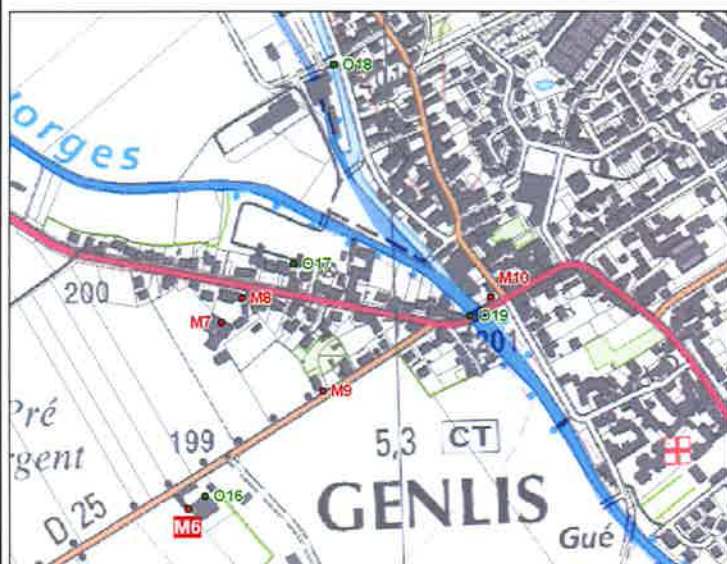 O18
orges
O17
200
M8
M10
M7
O19
201
M9
Pré
rgent
199
5,3
CT
O16
M6
D 25
GENLIS
Gué